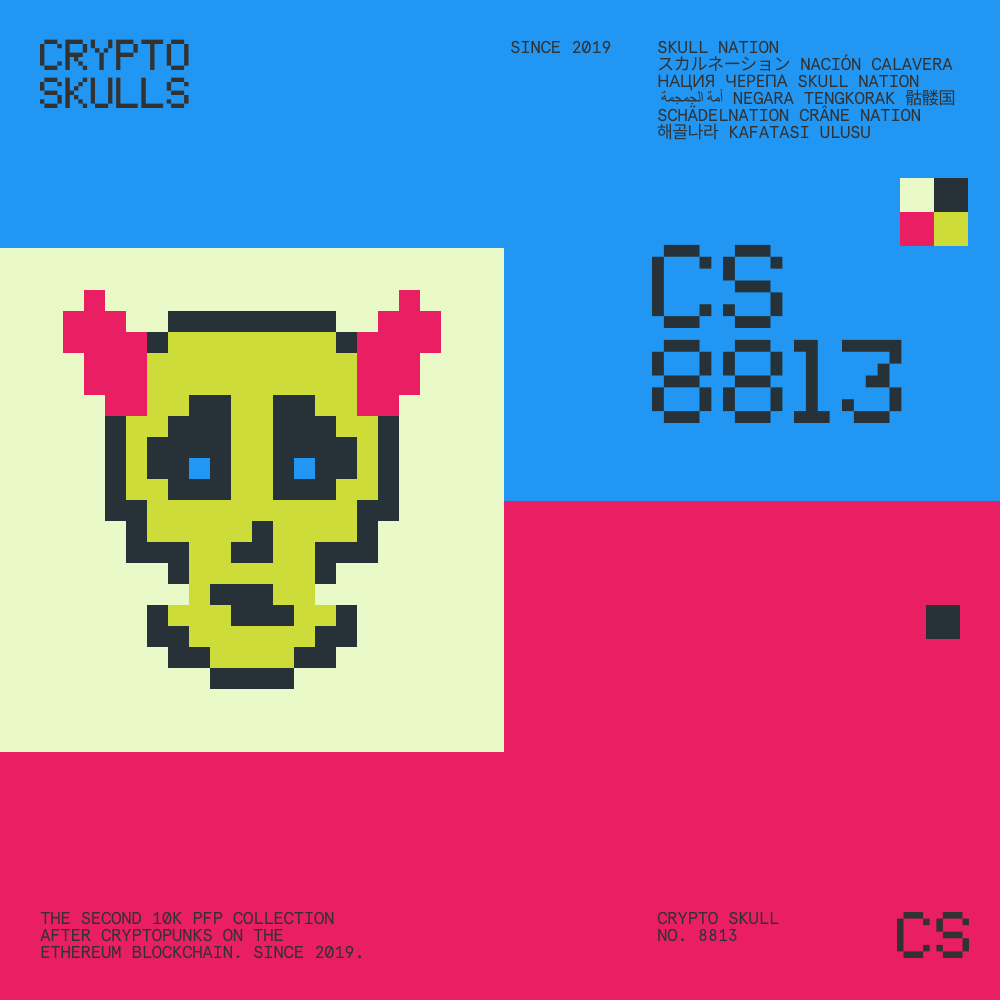 CRYPTO
SKULLS
SINCE 2019
SKULL NATION
スカルネーション NACIÓN CALAVERA
НАЦИЯ ЧЕРЕПА SKULL NATION
أمة الجمجمة NEGARA TENGKORAK 骷髅国
SCHÄDELNATION CRÂNE NATION
해골나라 KAFATASI ULUSU
CS
8813
THE SECOND 10K PFP COLLECTION
AFTER CRYPTOPUNKS ON THE
ETHEREUM BLOCKCHAIN. SINCE 2019.
CRYPTO SKULL
NO. 8813
CS